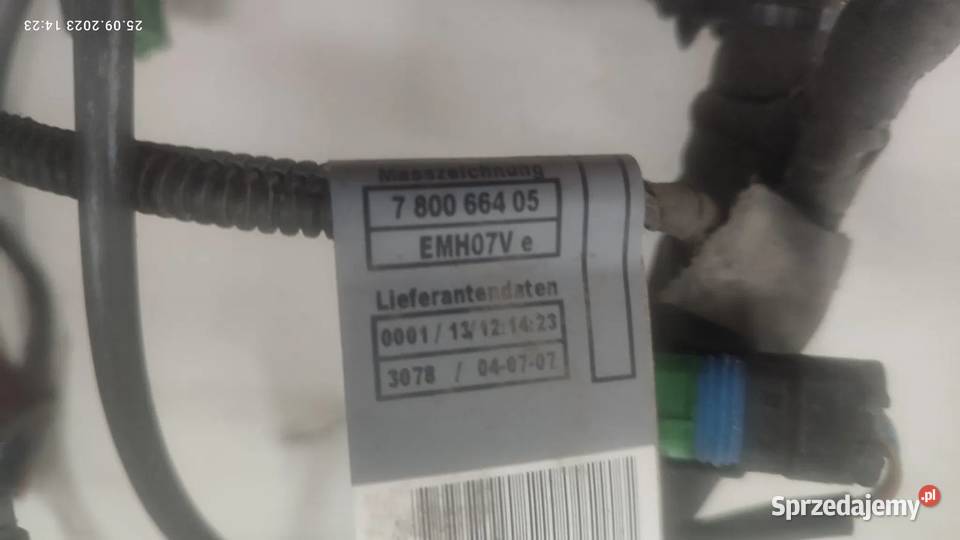 25.09.2023 14:23
Masszeichnung
7 800 664 05
EMH07V e
Lieferantendaten
0001 / 13/12:14:23
3078 / 04-07-07
Sprzedajemy.pl